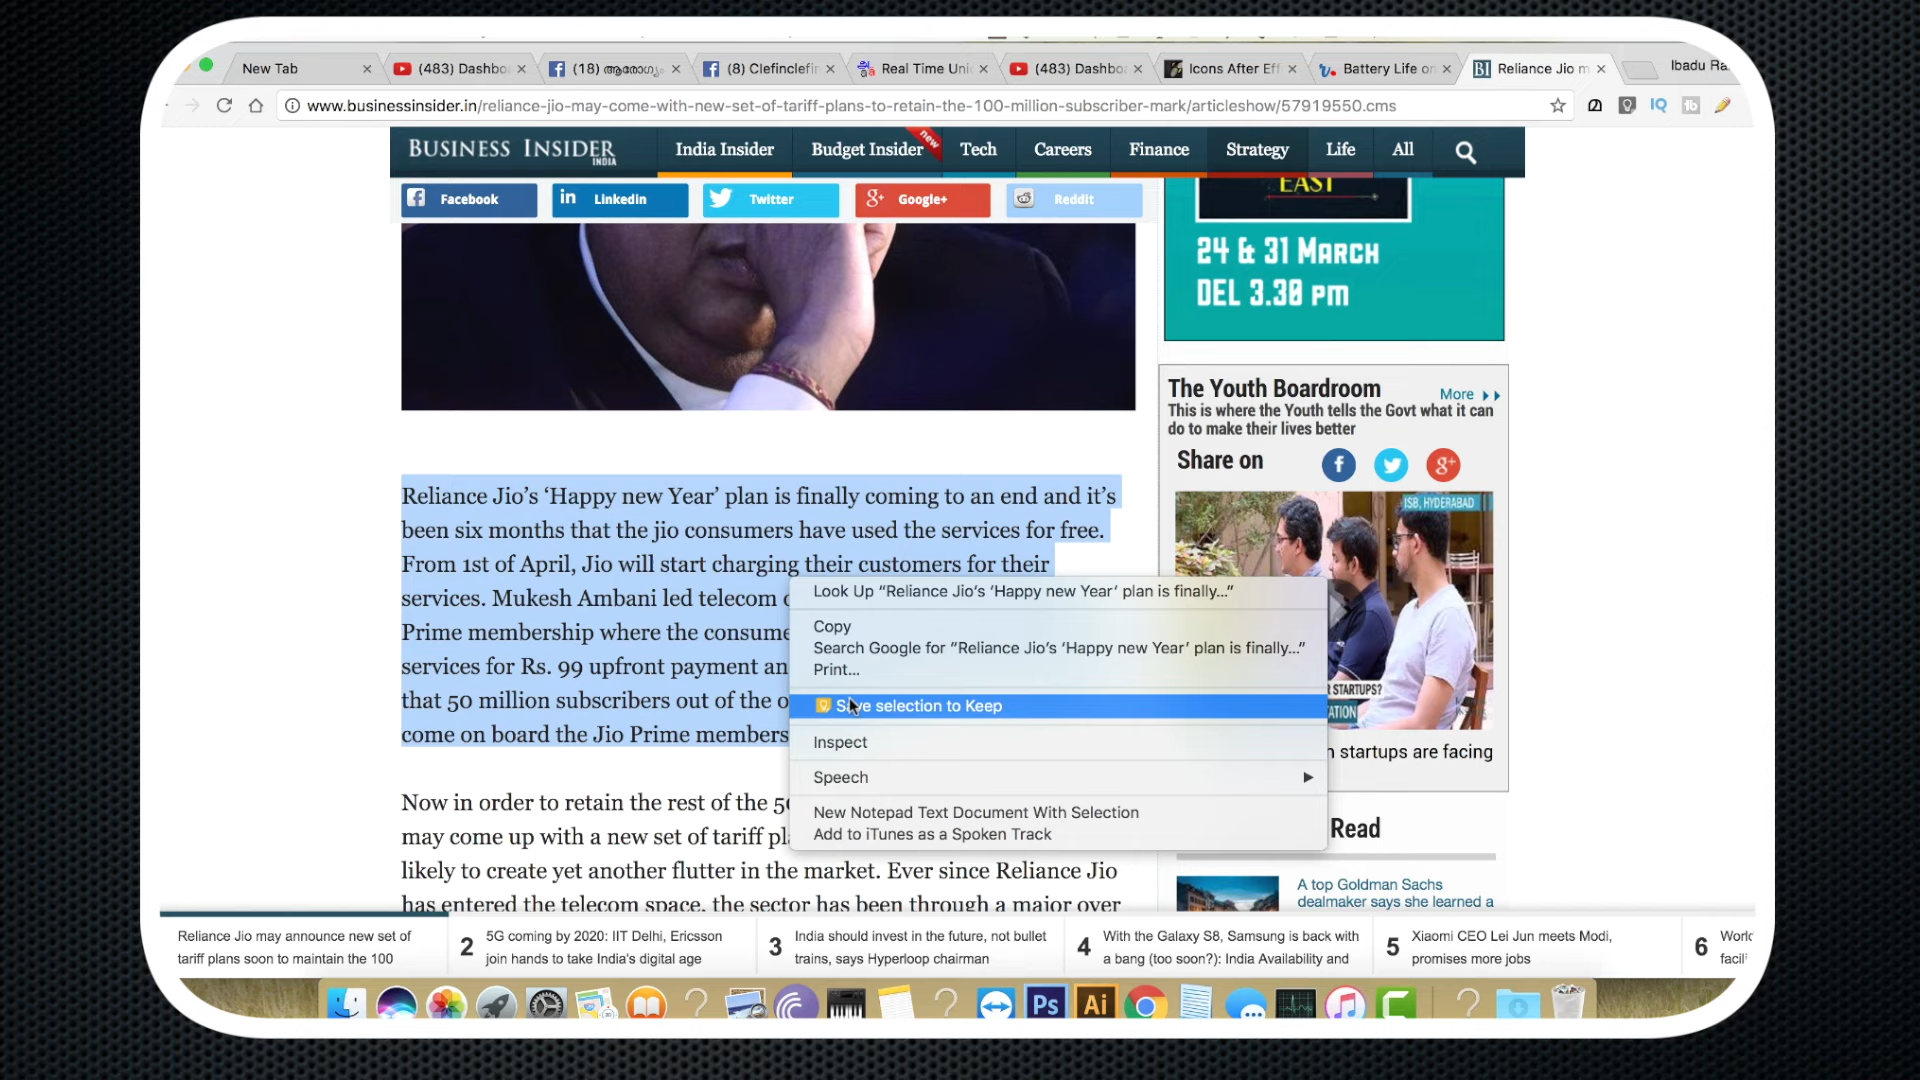 New Tab
(483) Dashbo
(18) ആരോഗ്യ
(8) Clefinclefin
Real Time Uni
(483) Dashbo
Icons After Eff
Battery Life on
BI Reliance Jio m
Ibadu Ra
www.businessinsider.in/reliance-jio-may-come-with-new-set-of-tariff-plans-to-retain-the-100-million-subscriber-mark/articleshow/57919550.cms
IQ
BUSINESS INSIDER
INDIA
India Insider
Budget Insider
new
Tech
Careers
Finance
Strategy
Life
All
Facebook
LinkedIn
Twitter
Google+
Reddit
EAST
24 & 31 MARCH
DEL 3.30 PM
The Youth Boardroom
More
This is where the Youth tells the Govt what it can
do to make their lives better
Share on
ISB, HYDERABAD
STARTUPS?
ATION
startups are facing
Reliance Jio's ‘Happy new Year’ plan is finally coming to an end and it's
been six months that the jio consumers have used the services for free.
From 1st of April, Jio will start charging their customers for their
services. Mukesh Ambani led telecom
Prime membership where the consume
services for Rs. 99 upfront payment an
that 50 million subscribers out of the o
come on board the Jio Prime members
Look Up “Reliance Jio’s ‘Happy new Year’ plan is finally...”
Copy
Search Google for “Reliance Jio’s ‘Happy new Year’ plan is finally...”
Print...
Save selection to Keep
Inspect
Speech
New Notepad Text Document With Selection
Add to iTunes as a Spoken Track
Now in order to retain the rest of the 50
may come up with a new set of tariff pl
likely to create yet another flutter in the market. Ever since Reliance Jio
has entered the telecom space, the sector has been through a major over
Read
A top Goldman Sachs
dealmaker says she learned a
Reliance Jio may announce new set of
tariff plans soon to maintain the 100
2 5G coming by 2020: IIT Delhi, Ericsson
join hands to take India's digital age
3 India should invest in the future, not bullet
trains, says Hyperloop chairman
4 With the Galaxy S8, Samsung is back with
a bang (too soon?): India Availability and
5 Xiaomi CEO Lei Jun meets Modi,
promises more jobs
6 World
facili
Ps
Ai